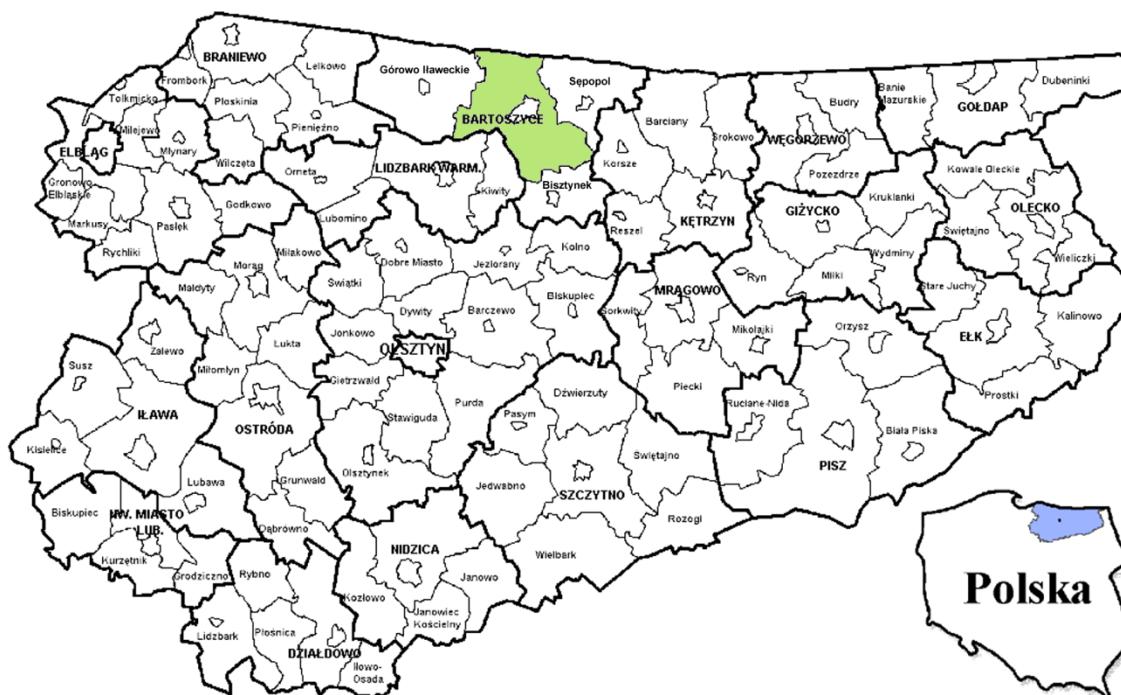 BRANIEWO
Lelkowo
Frombork
Górowo Iławeckie
Sępopol
Dubeninki
Banie
Mazurskie
GOŁDAP
Budry
Tolkmicko
Płoskinia
Pieniężno
BARTOSZYCE
Barciany
Srokowo
WĘGORZEWO
Milejewo
Młynary
Wilczęta
ELBLĄG
Orneta
LIDZBARK WARM.
Kiwity
Bisztynek
Korsze
Pozezdrze
Kowale Oleckie
Gronowo
Elbląskie
Markusy
Pasłęk
Godkowo
Lubomino
Reszel
KĘTRZYN
GIŻYCKO
Kruklanki
OLECKO
Świętajno
Rychliki
Miłakowo
Morąg
Dobre Miasto
Jeziorany
Kolno
Wydminy
Wieliczki
Małdyty
Świątki
Dywity
Barczewo
Biskupiec
Sorkwity
MRĄGOWO
Ryn
Miłki
Stare Juchy
Kalinowo
Zalewo
Łukta
Jonkowo
OLSZTYN
Mikołajki
Orzysz
EŁK
Susz
Miłomłyn
Gietrzwałd
Piecki
Prostki
IŁAWA
OSTRÓDA
Stawiguda
Purda
Pasym
Dźwierzuty
Ruciane-Nida
Biała Piska
Kisielice
Lubawa
Grunwald
Olsztynek
Jedwabno
SZCZYTNO
Świętajno
PISZ
Biskupiec
NW. MIASTO
LUB.
Dąbrówno
Rozogi
Kurzętnik
Grodziczno
Rybno
NIDZICA
Janowo
Wielbark
Kozłowo
Janowiec
Kościelny
Lidzbark
Płośnica
DZIAŁDOWO
Iłowo-
Osada
Polska